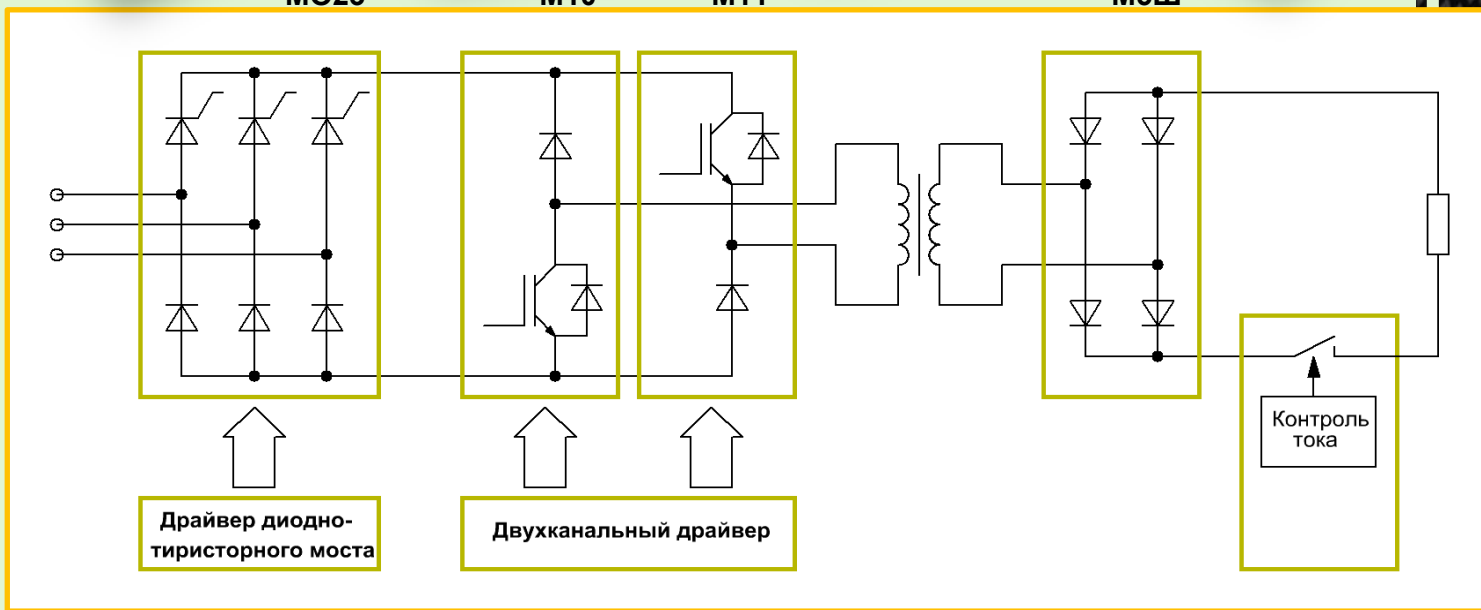 Контроль
тока
Драйвер диодно-
тиристорного моста
Двухканальный драйвер